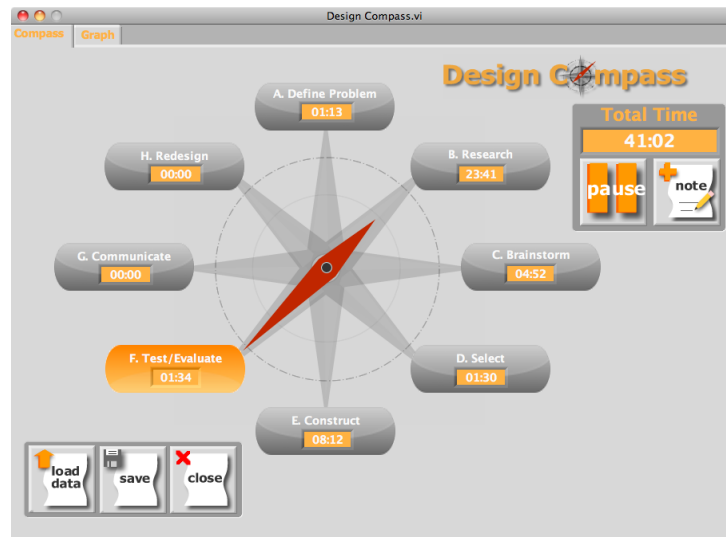 Design Compass.vi
Compass
Graph
Design Compass
A. Define Problem
01:13
Total Time
41:02
H. Redesign
00:00
B. Research
23:41
pause
note
G. Communicate
00:00
C. Brainstorm
04:52
F. Test/Evaluate
01:34
D. Select
01:30
E. Construct
08:12
load
data
save
close